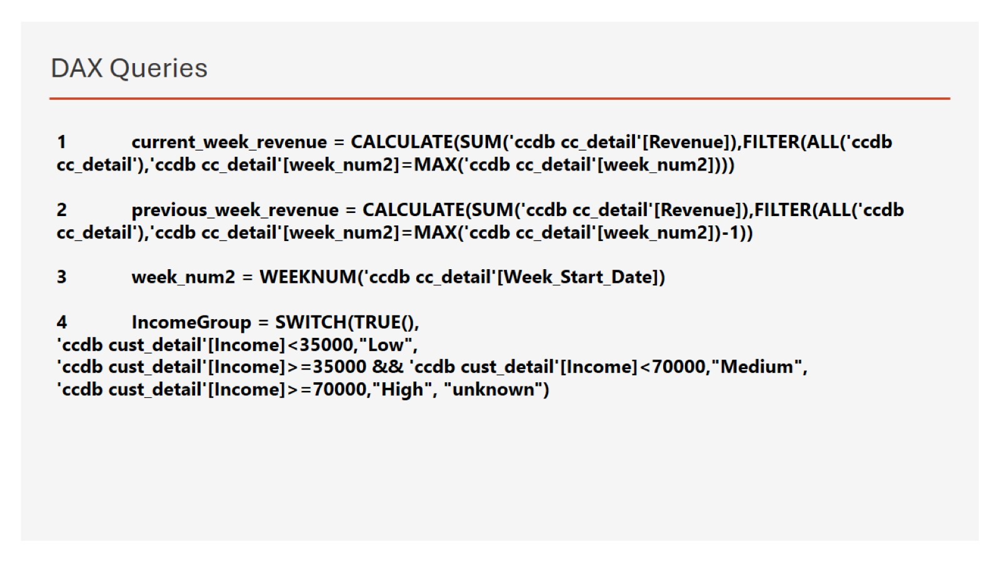 DAX Queries
1 current_week_revenue = CALCULATE(SUM('ccdb cc_detail'[Revenue]),FILTER(ALL('ccdb
cc_detail'),'ccdb cc_detail'[week_num2]=MAX('ccdb cc_detail'[week_num2])))
2 previous_week_revenue = CALCULATE(SUM('ccdb cc_detail'[Revenue]),FILTER(ALL('ccdb
cc_detail'),'ccdb cc_detail'[week_num2]=MAX('ccdb cc_detail'[week_num2])-1))
3 week_num2 = WEEKNUM('ccdb cc_detail'[Week_Start_Date])
4 IncomeGroup = SWITCH(TRUE(),
'ccdb cust_detail'[Income]<35000,"Low",
'ccdb cust_detail'[Income]>=35000 && 'ccdb cust_detail'[Income]<70000,"Medium",
'ccdb cust_detail'[Income]>=70000,"High", "unknown")